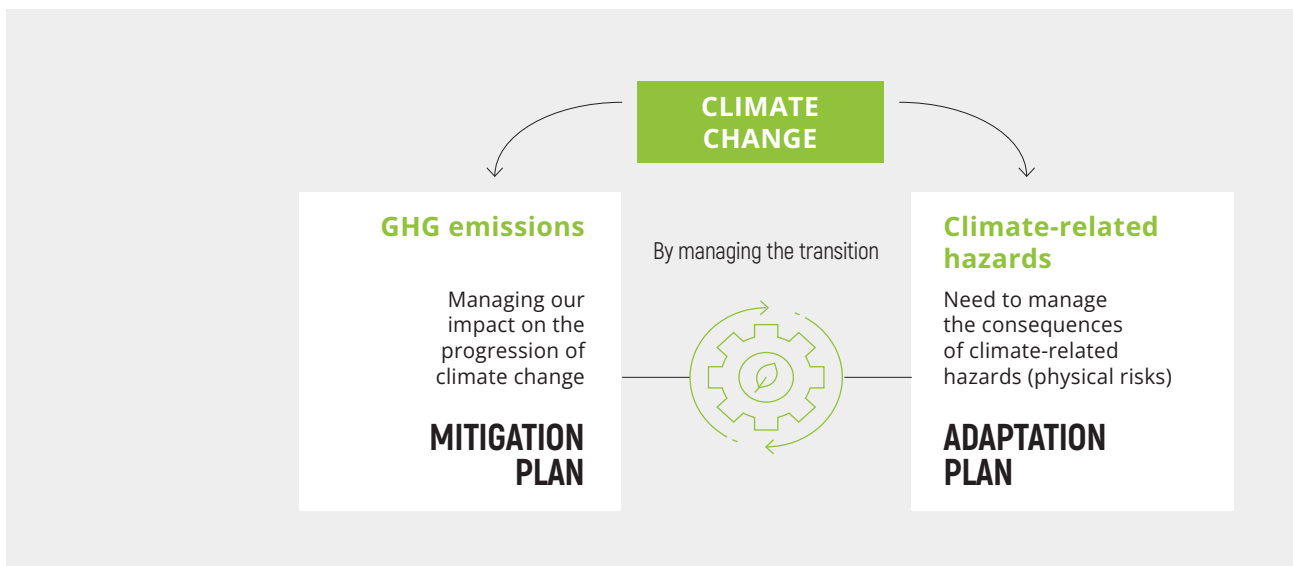 CLIMATE
CHANGE
GHG emissions
Managing our
impact on the
progression of
climate change
MITIGATION
PLAN
By managing the transition
Climate-related
hazards
Need to manage
the consequences
of climate-related
hazards (physical risks)
ADAPTATION
PLAN